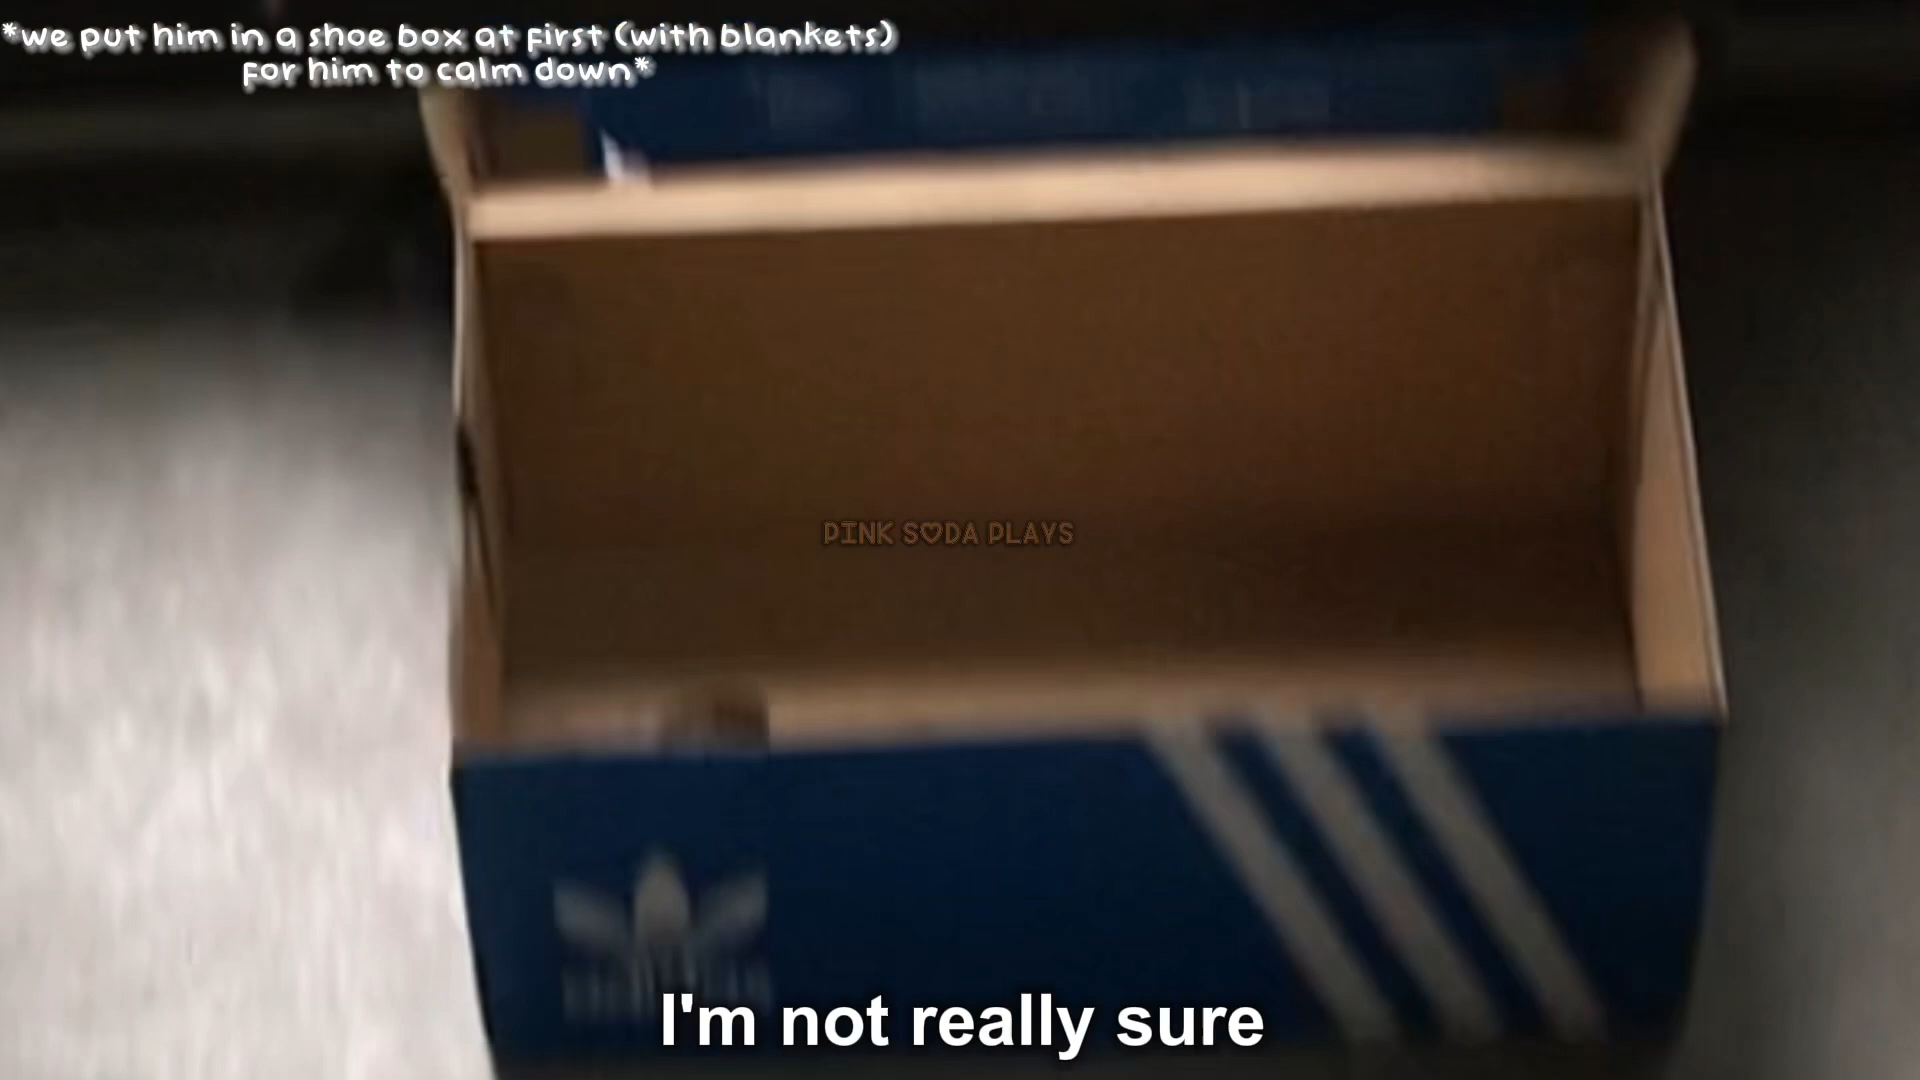 *we put him in a shoe box at first (with blankets)
for him to calm down*
PINK SODA PLAYS
I'm not really sure